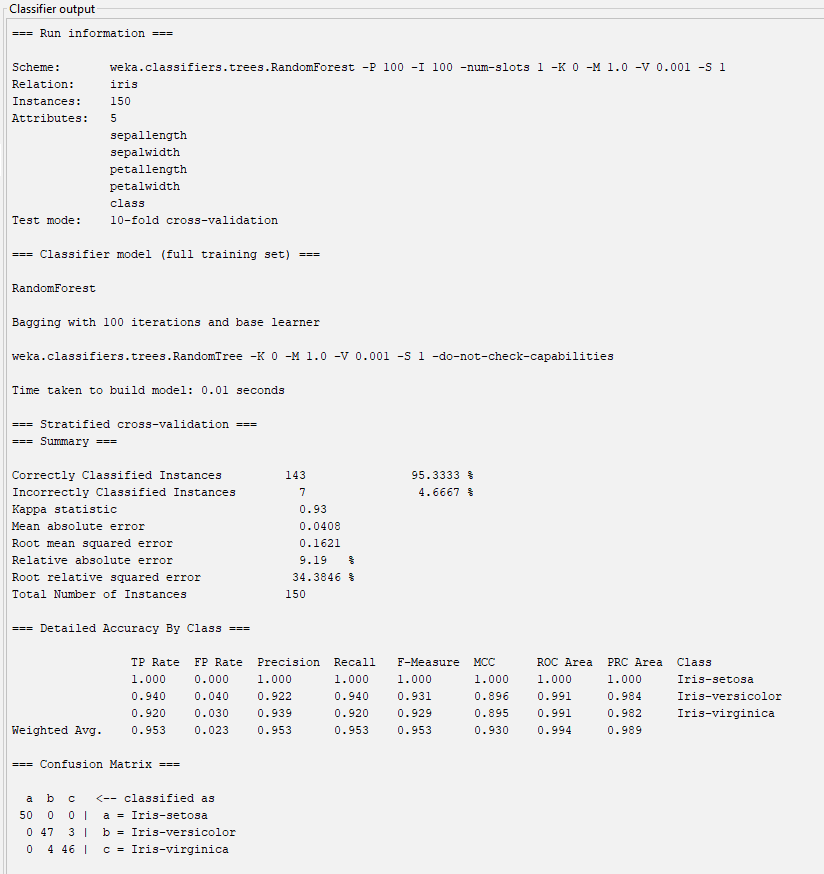 Classifier output
=== Run information ===
Scheme:       weka.classifiers.trees.RandomForest -P 100 -I 100 -num-slots 1 -K 0 -M 1.0 -V 0.001 -S 1
Relation:     iris
Instances:    150
Attributes:   5
              sepallength
              sepalwidth
              petallength
              petalwidth
              class
Test mode:    10-fold cross-validation
=== Classifier model (full training set) ===
RandomForest
Bagging with 100 iterations and base learner
weka.classifiers.trees.RandomTree -K 0 -M 1.0 -V 0.001 -S 1 -do-not-check-capabilities
Time taken to build model: 0.01 seconds
=== Stratified cross-validation ===
=== Summary ===
Correctly Classified Instances         143               95.3333 %
Incorrectly Classified Instances         7                4.6667 %
Kappa statistic                          0.93
Mean absolute error                      0.0408
Root mean squared error                  0.1621
Relative absolute error                  9.19   %
Root relative squared error             34.3846 %
Total Number of Instances              150
=== Detailed Accuracy By Class ===
                 TP Rate  FP Rate  Precision  Recall   F-Measure  MCC      ROC Area  PRC Area  Class
                 1.000    0.000    1.000      1.000    1.000      1.000    1.000     1.000     Iris-setosa
                 0.940    0.040    0.922      0.940    0.931      0.896    0.991     0.984     Iris-versicolor
                 0.920    0.030    0.939      0.920    0.929      0.895    0.991     0.982     Iris-virginica
Weighted Avg.    0.953    0.023    0.953      0.953    0.953      0.930    0.994     0.989
=== Confusion Matrix ===
  a  b  c   <-- classified as
 50  0  0 |  a = Iris-setosa
  0 47  3 |  b = Iris-versicolor
  0  4 46 |  c = Iris-virginica